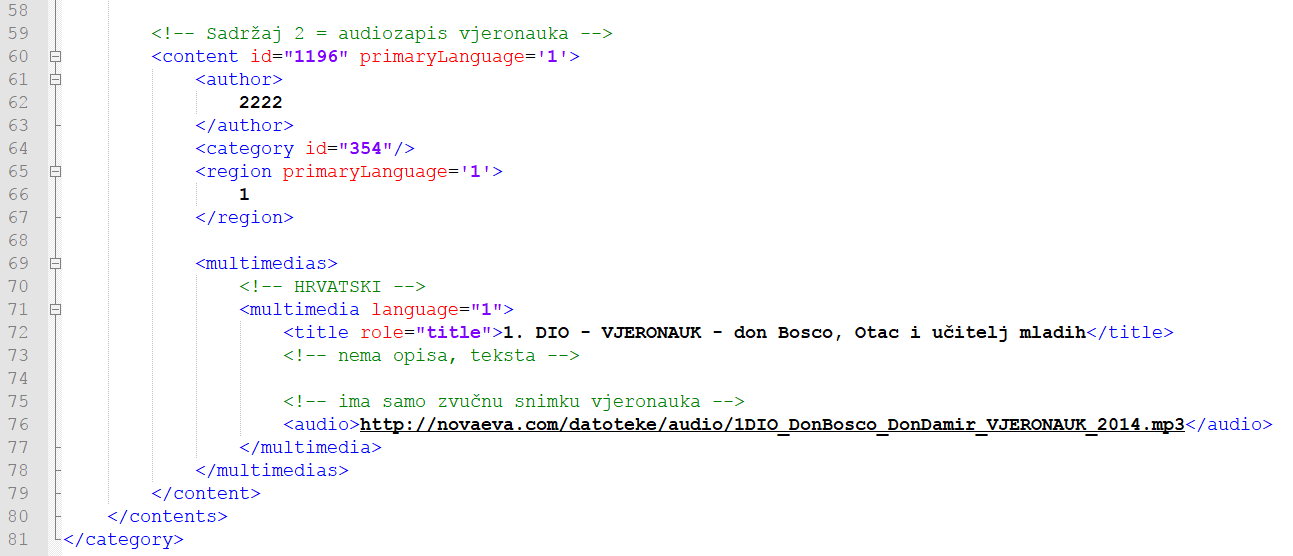 58
59 <!-- Sadržaj 2 = audiozapis vjeronauka -->
60 <content id="1196" primaryLanguage='1'>
61 <author>
62 2222
63 </author>
64 <category id="354"/>
65 <region primaryLanguage='1'>
66 1
67 </region>
68
69 <multimedias>
70 <!-- HRVATSKI -->
71 <multimedia language="1">
72 <title role="title">1. DIO - VJERONAUK - don Bosco, Otac i učitelj mladih</title>
73 <!-- nema opisa, teksta -->
74
75 <!-- ima samo zvučnu snimku vjeronauka -->
76 <audio>http://novaeva.com/datoteke/audio/1DIO_DonBosco_DonDamir_VJERONAUK_2014.mp3</audio>
77 </multimedia>
78 </multimedias>
79 </content>
80 </contents>
81 </category>